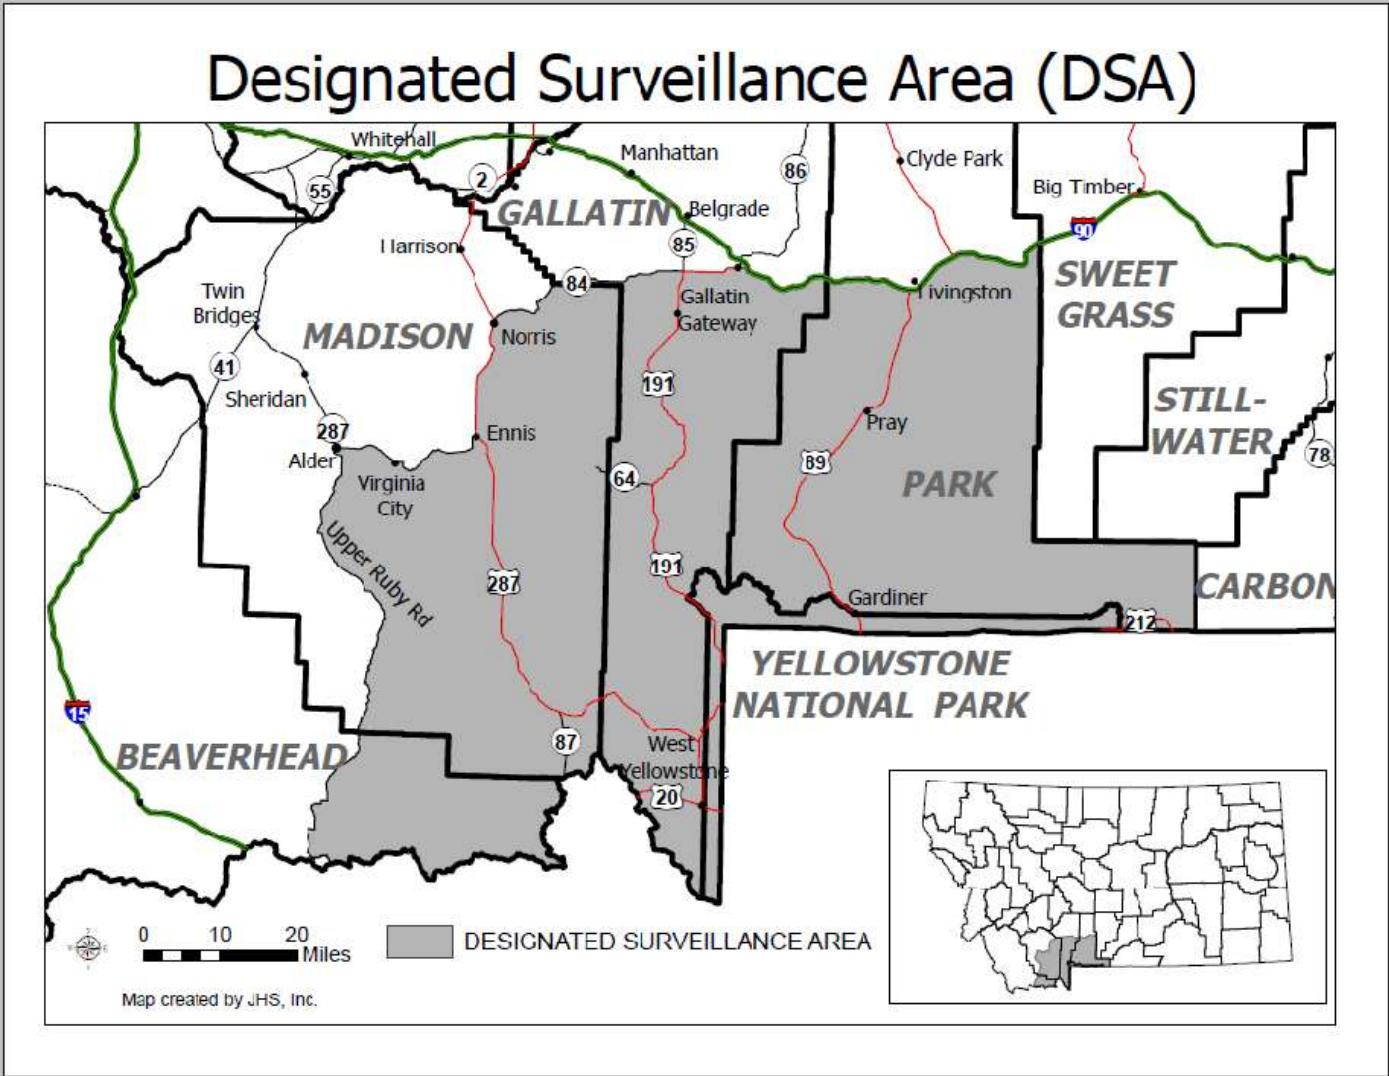 Designated Surveillance Area (DSA)
Whitehall
Manhattan
86
Clyde Park
2
55
Big Timber
GALLATIN
Belgrade
90
85
Harrison
SWEET
GRASS
84
Twin
Bridges
Gallatin
Gateway
Livingston
MADISON
Norris
41
191
Sheridan
STILL-
WATER
287
Pray
Ennis
78
Alder
89
64
PARK
Virginia
City
Upper Ruby Rd
191
287
CARBON
Gardiner
212
YELLOWSTONE
NATIONAL PARK
15
87
West
Yellowstone
BEAVERHEAD
20
0 10 20
Miles
DESIGNATED SURVEILLANCE AREA
Map created by JHS, Inc.